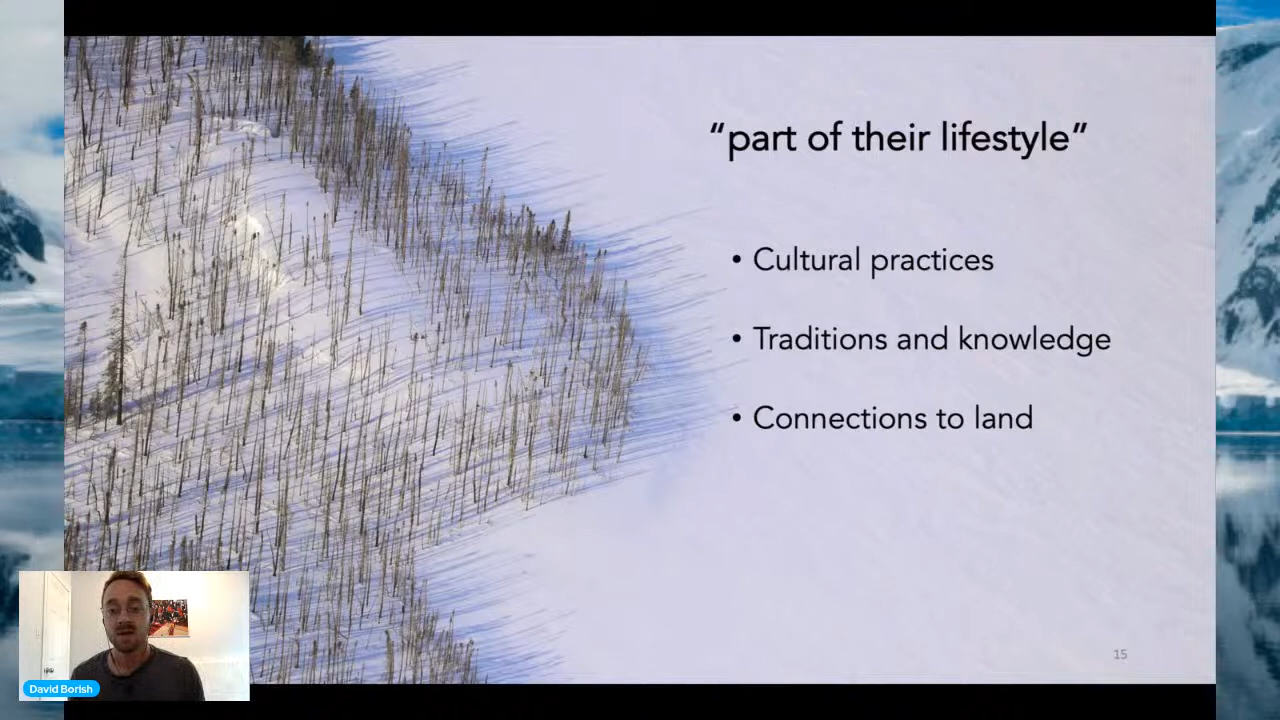 “part of their lifestyle”
• Cultural practices
• Traditions and knowledge
• Connections to land
15
David Borish